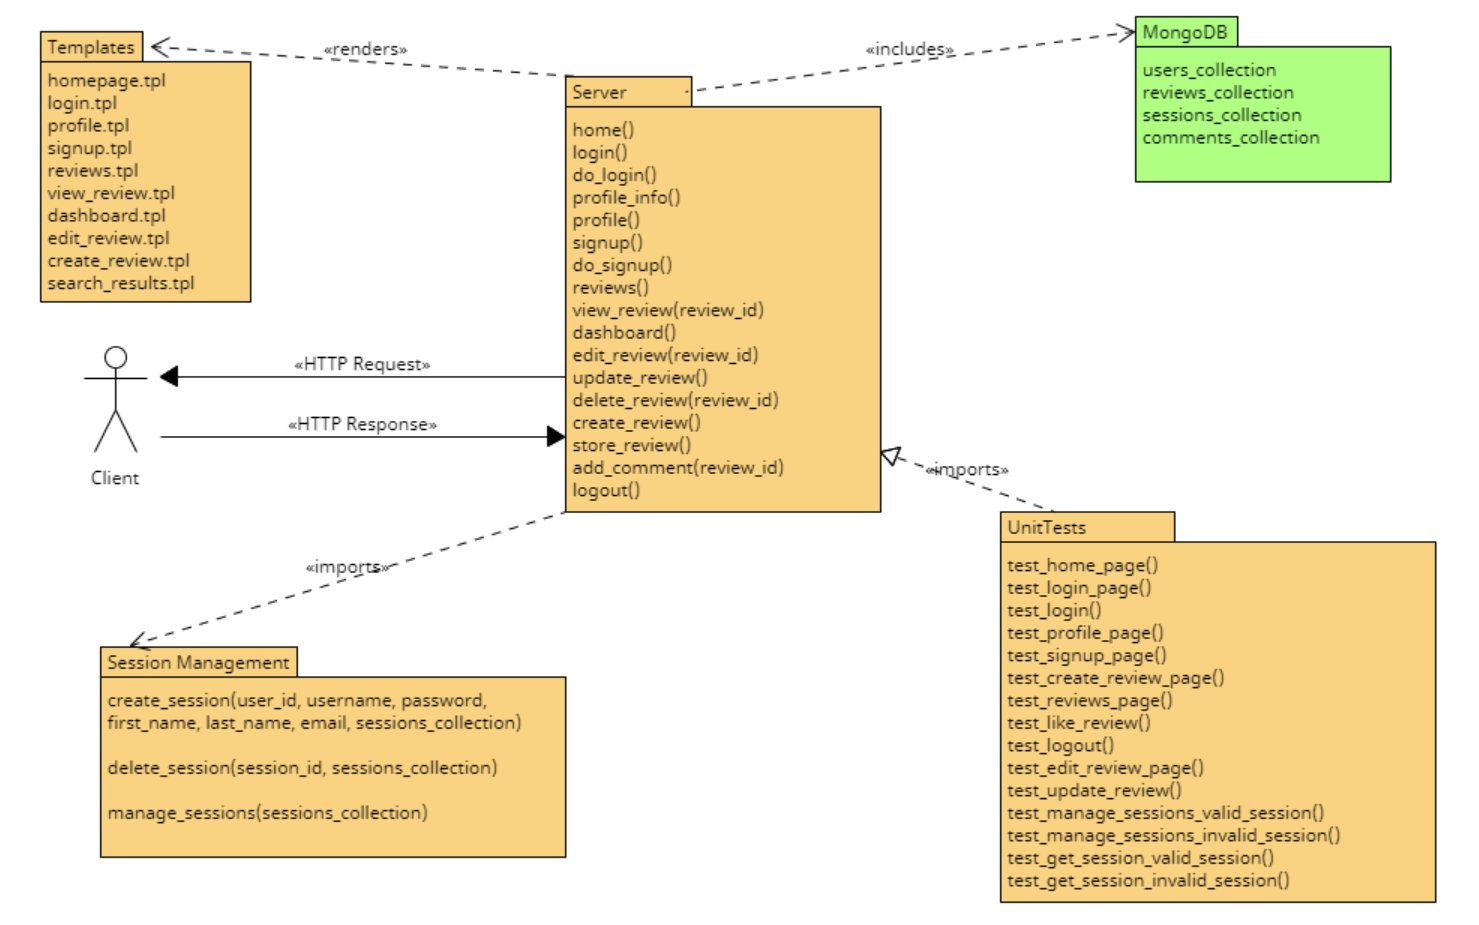 «renders»
«includes»
MongoDB
users_collection
reviews_collection
sessions_collection
comments_collection
Templates
homepage.tpl
login.tpl
profile.tpl
signup.tpl
reviews.tpl
view_review.tpl
dashboard.tpl
edit_review.tpl
create_review.tpl
search_results.tpl
Server
home()
login()
do_login()
profile_info()
profile()
signup()
do_signup()
reviews()
view_review(review_id)
dashboard()
edit_review(review_id)
update_review()
delete_review(review_id)
create_review()
store_review()
add_comment(review_id)
logout()
«HTTP Request»
«HTTP Response»
Client
«imports»
«imports»
Session Management
create_session(user_id, username, password,
first_name, last_name, email, sessions_collection)
delete_session(session_id, sessions_collection)
manage_sessions(sessions_collection)
UnitTests
test_home_page()
test_login_page()
test_login()
test_profile_page()
test_signup_page()
test_create_review_page()
test_reviews_page()
test_like_review()
test_logout()
test_edit_review_page()
test_update_review()
test_manage_sessions_valid_session()
test_manage_sessions_invalid_session()
test_get_session_valid_session()
test_get_session_invalid_session()